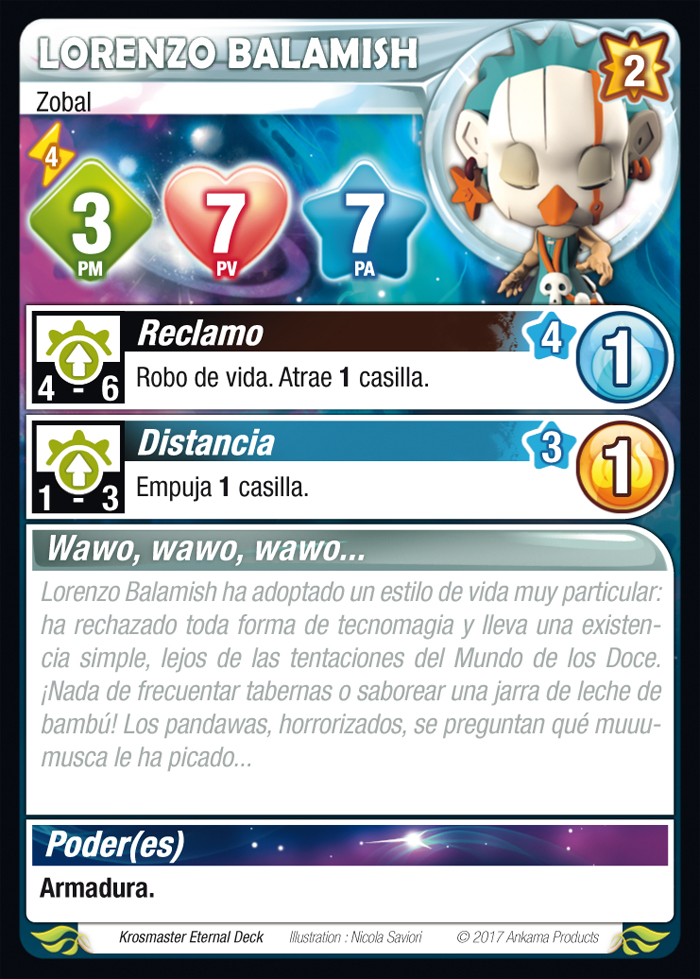 LORENZO BALAMISH
2
Zobal
4
3
PM
7
PV
7
PA
Reclamo
4
1
4 - 6
Robo de vida. Atrae 1 casilla.
Distancia
3
1
1 - 3
Empuja 1 casilla.
Wawo, wawo, wawo...
Lorenzo Balamish ha adoptado un estilo de vida muy particular:
ha rechazado toda forma de tecnomagia y lleva una existen-
cia simple, lejos de las tentaciones del Mundo de los Doce.
¡Nada de frecuentar tabernas o saborear una jarra de leche de
bambú! Los pandawas, horrorizados, se preguntan qué muuu-
musca le ha picado...
Poder(es)
Armadura.
Krosmaster Eternal Deck Illustration : Nicola Saviori © 2017 Ankama Products